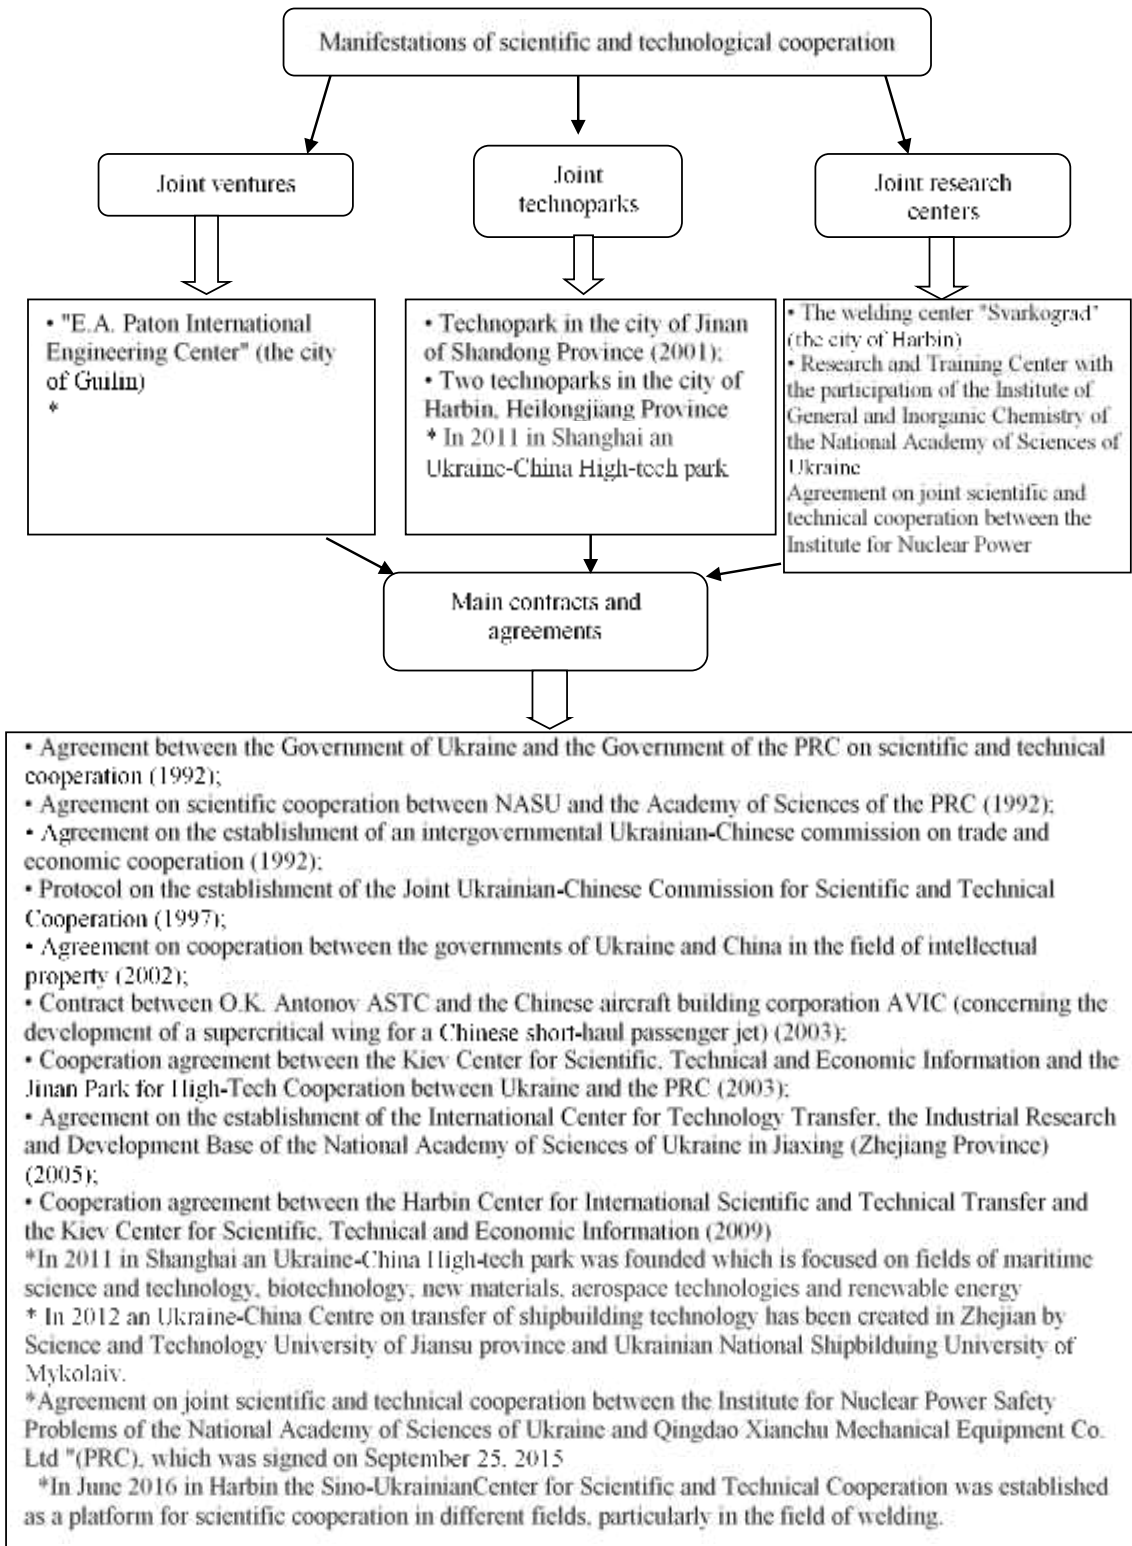 Manifestations of scientific and technological cooperation
Joint ventures
Joint
technoparks
Joint research
centers
• "E.A. Paton International
Engineering Center" (the city
of Guilin)
*
• Technopark in the city of Jinan
of Shandong Province (2001);
• Two technoparks in the city of
Harbin, Heilongjiang Province
* In 2011 in Shanghai an
Ukraine-China High-tech park
• The welding center "Svarkograd"
(the city of Harbin)
• Research and Training Center with
the participation of the Institute of
General and Inorganic Chemistry of
the National Academy of Sciences of
Ukraine
Agreement on joint scientific and
technical cooperation between the
Institute for Nuclear Power
Main contracts and
agreements
• Agreement between the Government of Ukraine and the Government of the PRC on scientific and technical
cooperation (1992);
• Agreement on scientific cooperation between NASU and the Academy of Sciences of the PRC (1992);
• Agreement on the establishment of an intergovernmental Ukrainian-Chinese commission on trade and
economic cooperation (1992);
• Protocol on the establishment of the Joint Ukrainian-Chinese Commission for Scientific and Technical
Cooperation (1997);
• Agreement on cooperation between the governments of Ukraine and China in the field of intellectual
property (2002);
• Contract between O.K. Antonov ASTC and the Chinese aircraft building corporation AVIC (concerning the
development of a supercritical wing for a Chinese short-haul passenger jet) (2003);
• Cooperation agreement between the Kiev Center for Scientific, Technical and Economic Information and the
Jinan Park for High-Tech Cooperation between Ukraine and the PRC (2003);
• Agreement on the establishment of the International Center for Technology Transfer, the Industrial Research
and Development Base of the National Academy of Sciences of Ukraine in Jiaxing (Zhejiang Province)
(2005);
• Cooperation agreement between the Harbin Center for International Scientific and Technical Transfer and
the Kiev Center for Scientific, Technical and Economic Information (2009)
*In 2011 in Shanghai an Ukraine-China High-tech park was founded which is focused on fields of maritime
science and technology, biotechnology, new materials, aerospace technologies and renewable energy
* In 2012 an Ukraine-China Centre on transfer of shipbuilding technology has been created in Zhejian by
Science and Technology University of Jiansu province and Ukrainian National Shipbilduing University of
Mykolaiv.
*Agreement on joint scientific and technical cooperation between the Institute for Nuclear Power Safety
Problems of the National Academy of Sciences of Ukraine and Qingdao Xianchu Mechanical Equipment Co.
Ltd "(PRC), which was signed on September 25, 2015
*In June 2016 in Harbin the Sino-UkrainianCenter for Scientific and Technical Cooperation was established
as a platform for scientific cooperation in different fields, particularly in the field of welding.